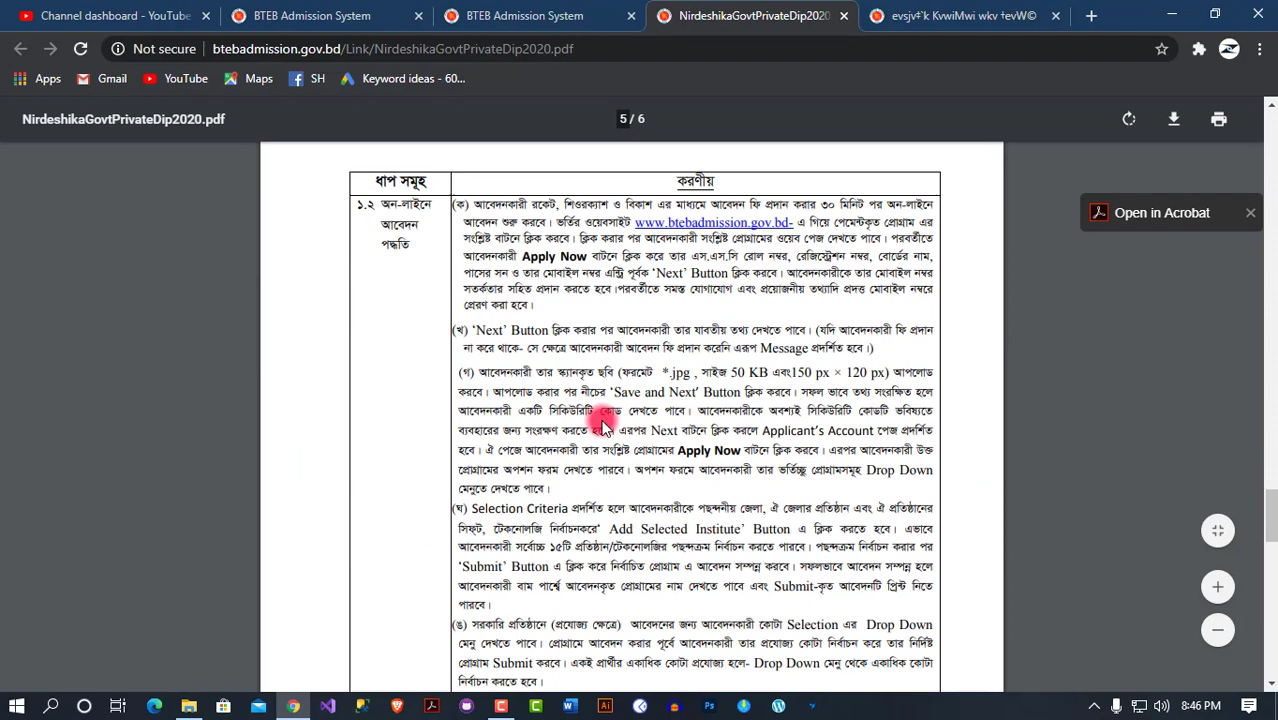 Channel dashboard - YouTube
BTEB Admission System
BTEB Admission System
NirdeshikaGovtPrivateDip2020.pdf
evsjv‡`k KvwiMwi wkv †evW©
Not secure
btebadmission.gov.bd/Link/NirdeshikaGovtPrivateDip2020.pdf
Apps
Gmail
YouTube
Maps
SH
Keyword ideas - 60...
NirdeshikaGovtPrivateDip2020.pdf
5 / 6
Open in Acrobat
ধাপ সমূহ
করণীয়
১.২ অন-লাইনে
আবেদন
পদ্ধতি
(ক) আবেদনকারী রকেট, শিওরক্যাশ ও বিকাশ এর মাধ্যমে আবেদন ফি প্রদান করার ৩০ মিনিট পর অন-লাইনে
আবেদন শুরু করবে। ভর্তির ওয়েবসাইট www.btebadmission.gov.bd- এ গিয়ে পেমেন্টকৃত প্রোগ্রাম এর
সংশ্লিষ্ট বাটনে ক্লিক করবে। ক্লিক করার পর আবেদনকারী সংশ্লিষ্ট প্রোগ্রামের ওয়েব পেজ দেখতে পাবে। পরবর্তীতে
আবেদনকারী Apply Now বাটনে ক্লিক করে তার এস.এস.সি রোল নম্বর, রেজিস্ট্রেশন নম্বর, বোর্ডের নাম,
পাসের সন ও তার মোবাইল নম্বর এন্ট্রি পূর্বক ‘Next’ Button ক্লিক করবে। আবেদনকারীকে তার মোবাইল নম্বর
সতর্কতার সহিত প্রদান করতে হবে।পরবর্তীতে সমস্ত যোগাযোগ এবং প্রয়োজনীয় তথ্যাদি প্রদত্ত মোবাইল নম্বরে
প্রেরণ করা হবে।
(খ) ‘Next’ Button ক্লিক করার পর আবেদনকারী তার যাবতীয় তথ্য দেখতে পাবে। (যদি আবেদনকারী ফি প্রদান
না করে থাকে- সে ক্ষেত্রে আবেদনকারী আবেদন ফি প্রদান করেনি এরূপ Message প্রদর্শিত হবে।)
(গ) আবেদনকারী তার স্ক্যানকৃত ছবি (ফরমেট *.jpg , সাইজ 50 KB এবং150 px × 120 px) আপলোড
করবে। আপলোড করার পর নীচের ‘Save and Next’ Button ক্লিক করবে। সফল ভাবে তথ্য সংরক্ষিত হলে
আবেদনকারী একটি সিকিউরিটি কোড দেখতে পাবে। আবেদনকারীকে অবশ্যই সিকিউরিটি কোডটি ভবিষ্যতে
ব্যবহারের জন্য সংরক্ষণ করতে এরপর Next বাটনে ক্লিক করলে Applicant’s Account পেজ প্রদর্শিত
হবে। ঐ পেজে আবেদনকারী তার সংশ্লিষ্ট প্রোগ্রামের Apply Now বাটনে ক্লিক করবে। এরপর আবেদনকারী উক্ত
প্রোগ্রামের অপশন ফরম দেখতে পারবে। অপশন ফরমে আবেদনকারী তার ভর্তিচ্ছু প্রোগ্রামসমূহ Drop Down
মেনুতে দেখতে পাবে।
(ঘ) Selection Criteria প্রদর্শিত হলে আবেদনকারীকে পছন্দনীয় জেলা, ঐ জেলার প্রতিষ্ঠান এবং ঐ প্রতিষ্ঠানের
সিফ্ট, টেকনোলজি নির্বাচনকরে‘ Add Selected Institute’ Button এ ক্লিক করতে হবে। এভাবে
আবেদনকারী সর্বোচ্চ ১৫টি প্রতিষ্ঠান/টেকনোলজির পছন্দক্রম নির্বাচন করতে পারবে। পছন্দক্রম নির্বাচন করার পর
‘Submit’ Button এ ক্লিক করে নির্বাচিত প্রোগ্রাম এ আবেদন সম্পন্ন করবে। সফলভাবে আবেদন সম্পন্ন হলে
আবেদনকারী বাম পার্শ্বে আবেদনকৃত প্রোগ্রামের নাম দেখতে পাবে এবং Submit-কৃত আবেদনটি প্রিন্ট নিতে
পারবে।
(ঙ) সরকারি প্রতিষ্ঠানে (প্রযোজ্য ক্ষেত্রে) আবেদনের জন্য আবেদনকারী কোটা Selection এর Drop Down
মেনু দেখতে পাবে। প্রোগ্রামে আবেদন করার পূর্বে আবেদনকারী তার প্রযোজ্য কোটা নির্বাচন করে তার নির্দিষ্ট
প্রোগ্রাম Submit করবে। একই প্রার্থীর একাধিক কোটা প্রযোজ্য হলে- Drop Down মেনু থেকে একাধিক কোটা
নির্বাচন করতে হবে।
8:46 PM